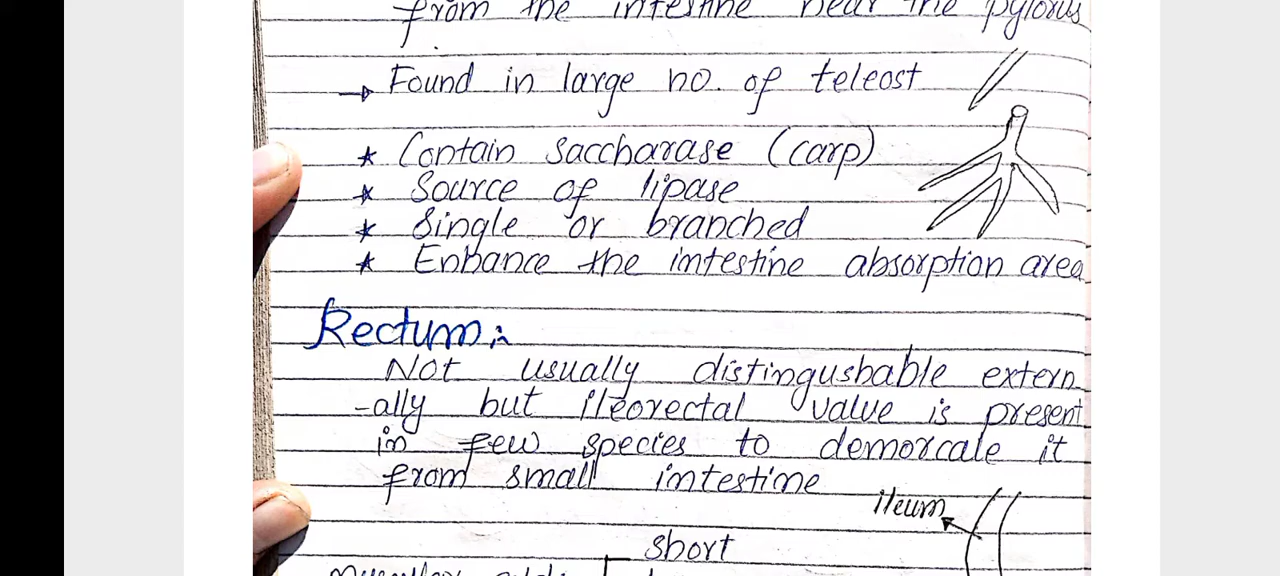 from the intestine near the pylorus
→ Found in large no. of teleost
* Contain saccharase (carp)
* Source of lipase
* Single or branched
* Enhance the intestine absorption area
Rectum:
Not usually distingushable extern
-ally but ileorectal value is present
in few species to demorcale it
from small intestine
ileum
short